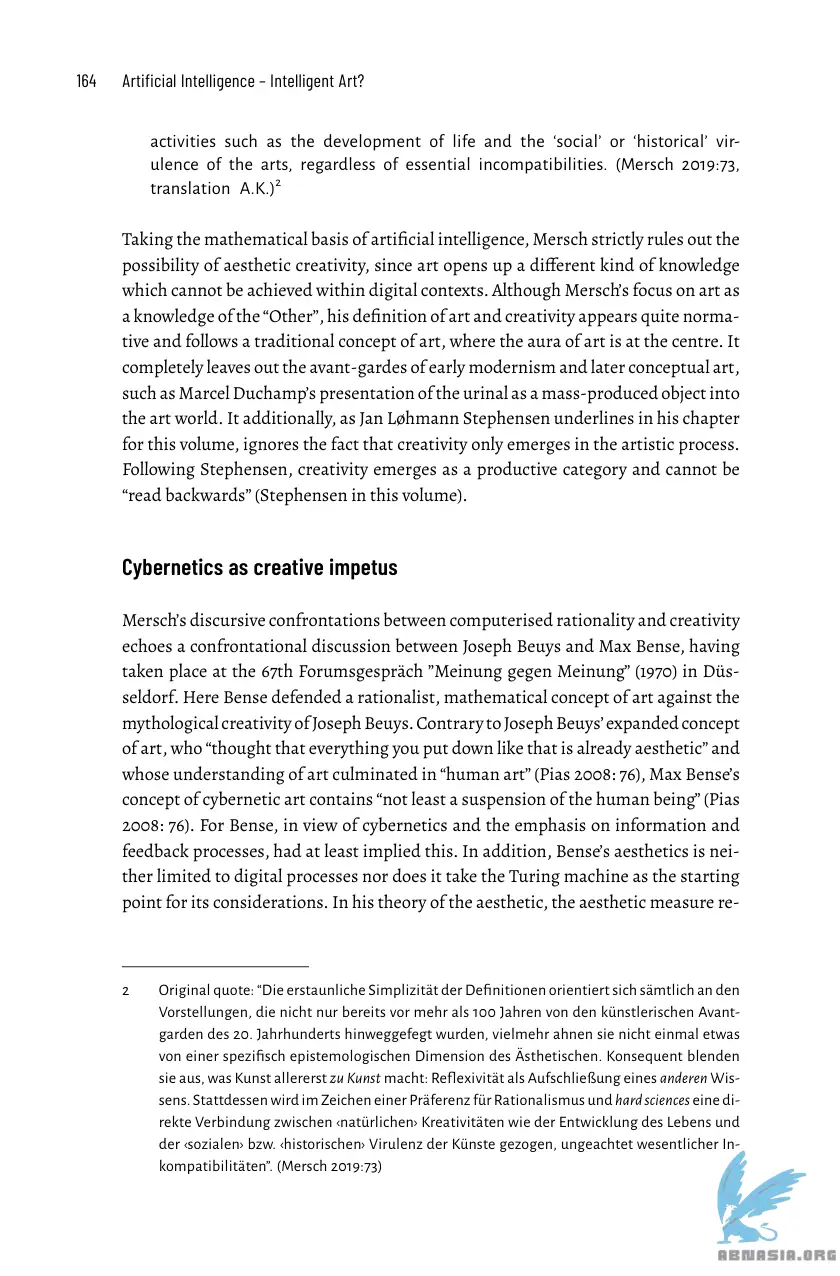 164 Artificial Intelligence – Intelligent Art?
activities such as the development of life and the ‘social’ or ‘historical’ vir-
ulence of the arts, regardless of essential incompatibilities. (Mersch 2019:73,
translation A.K.)²
Taking the mathematical basis of artificial intelligence, Mersch strictly rules out the
possibility of aesthetic creativity, since art opens up a different kind of knowledge
which cannot be achieved within digital contexts. Although Mersch’s focus on art as
a knowledge of the “Other”, his definition of art and creativity appears quite norma-
tive and follows a traditional concept of art, where the aura of art is at the centre. It
completely leaves out the avant-gardes of early modernism and later conceptual art,
such as Marcel Duchamp’s presentation of the urinal as a mass-produced object into
the art world. It additionally, as Jan Løhmann Stephensen underlines in his chapter
for this volume, ignores the fact that creativity only emerges in the artistic process.
Following Stephensen, creativity emerges as a productive category and cannot be
“read backwards” (Stephensen in this volume).
Cybernetics as creative impetus
Mersch’s discursive confrontations between computerised rationality and creativity
echoes a confrontational discussion between Joseph Beuys and Max Bense, having
taken place at the 67th Forumsgespräch ”Meinung gegen Meinung” (1970) in Düs-
seldorf. Here Bense defended a rationalist, mathematical concept of art against the
mythological creativity of Joseph Beuys. Contrary to Joseph Beuys’ expanded concept
of art, who “thought that everything you put down like that is already aesthetic” and
whose understanding of art culminated in “human art” (Pias 2008: 76), Max Bense’s
concept of cybernetic art contains “not least a suspension of the human being” (Pias
2008: 76). For Bense, in view of cybernetics and the emphasis on information and
feedback processes, had at least implied this. In addition, Bense’s aesthetics is nei-
ther limited to digital processes nor does it take the Turing machine as the starting
point for its considerations. In his theory of the aesthetic, the aesthetic measure re-
2 Original quote: “Die erstaunliche Simplizität der Definitionen orientiert sich sämtlich an den
Vorstellungen, die nicht nur bereits vor mehr als 100 Jahren von den künstlerischen Avant-
garden des 20. Jahrhunderts hinweggefegt wurden, vielmehr ahnen sie nicht einmal etwas
von einer spezifisch epistemologischen Dimension des Ästhetischen. Konsequent blenden
sie aus, was Kunst allererst zu Kunst macht: Reflexivität als Aufschließung eines anderen Wis-
sens. Stattdessen wird im Zeichen einer Präferenz für Rationalismus und hard sciences eine di-
rekte Verbindung zwischen ‹natürlichen› Kreativitäten wie der Entwicklung des Lebens und
der ‹sozialen› bzw. ‹historischen› Virulenz der Künste gezogen, ungeachtet wesentlicher In-
kompatibilitäten”. (Mersch 2019:73)
ABNASIA.ORG